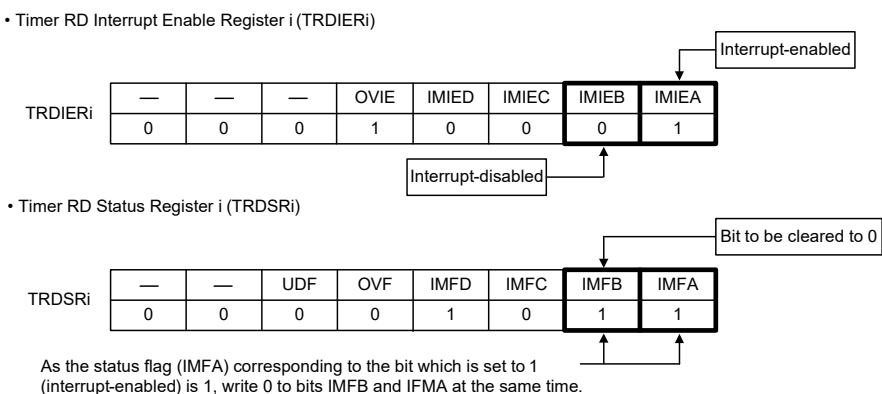 • Timer RD Interrupt Enable Register i (TRDIERi)
Interrupt-enabled
TRDIERi
— — — OVIE IMIED IMIEC IMIEB IMIEA
0 0 0 1 0 0 0 1
Interrupt-disabled
• Timer RD Status Register i (TRDSRi)
Bit to be cleared to 0
TRDSRi
— — UDF OVF IMFD IMFC IMFB IMFA
0 0 0 0 1 0 1 1
As the status flag (IMFA) corresponding to the bit which is set to 1
(interrupt-enabled) is 1, write 0 to bits IMFB and IFMA at the same time.